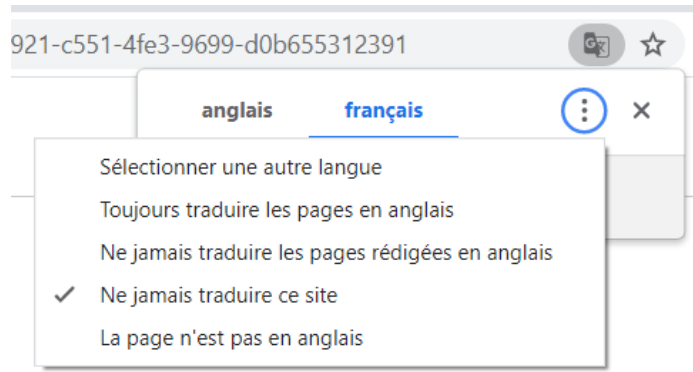 921-c551-4fe3-9699-d0b655312391
anglais français
Sélectionner une autre langue
Toujours traduire les pages en anglais
Ne jamais traduire les pages rédigées en anglais
Ne jamais traduire ce site
La page n'est pas en anglais